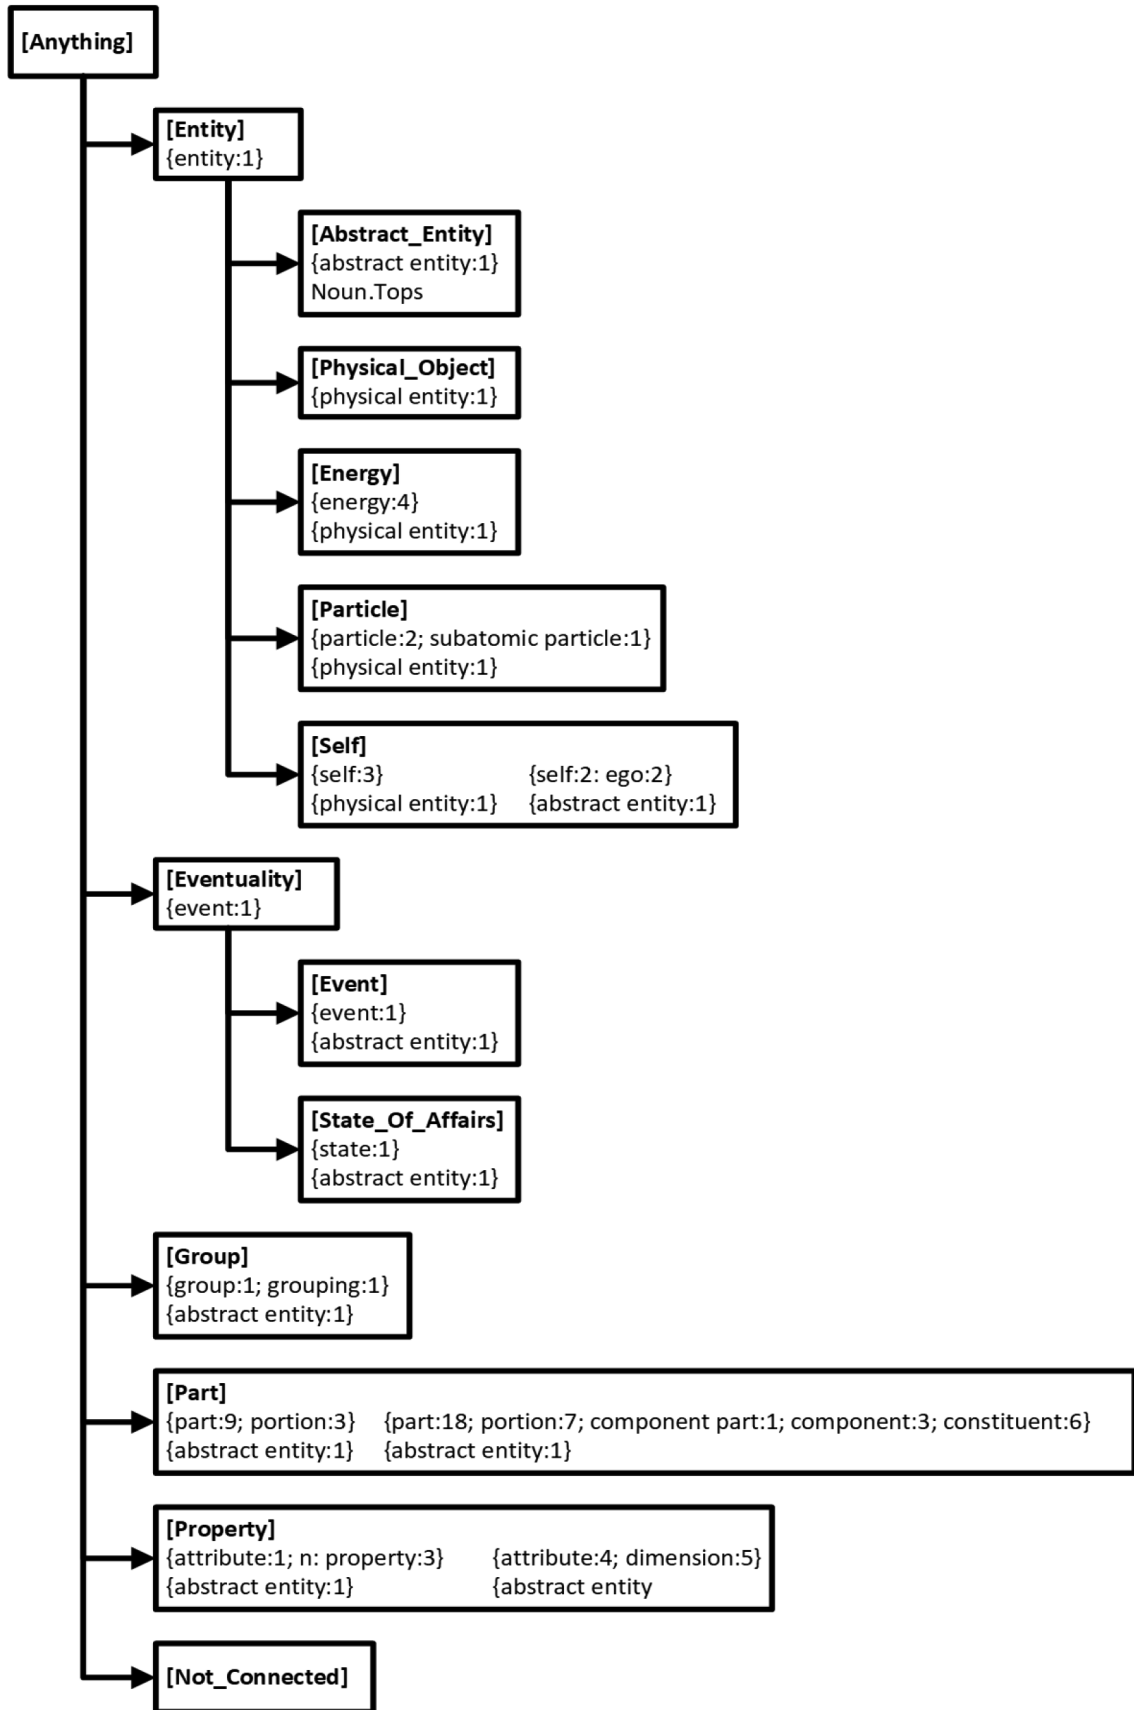 [Anything]
[Entity]
{entity:1}
[Abstract_Entity]
{abstract entity:1}
Noun.Tops
[Physical_Object]
{physical entity:1}
[Energy]
{energy:4}
{physical entity:1}
[Particle]
{particle:2; subatomic particle:1}
{physical entity:1}
[Self]
{self:3} {self:2: ego:2}
{physical entity:1} {abstract entity:1}
[Eventuality]
{event:1}
[Event]
{event:1}
{abstract entity:1}
[State_Of_Affairs]
{state:1}
{abstract entity:1}
[Group]
{group:1; grouping:1}
{abstract entity:1}
[Part]
{part:9; portion:3} {part:18; portion:7; component part:1; component:3; constituent:6}
{abstract entity:1} {abstract entity:1}
[Property]
{attribute:1; n: property:3} {attribute:4; dimension:5}
{abstract entity:1} {abstract entity
[Not_Connected]